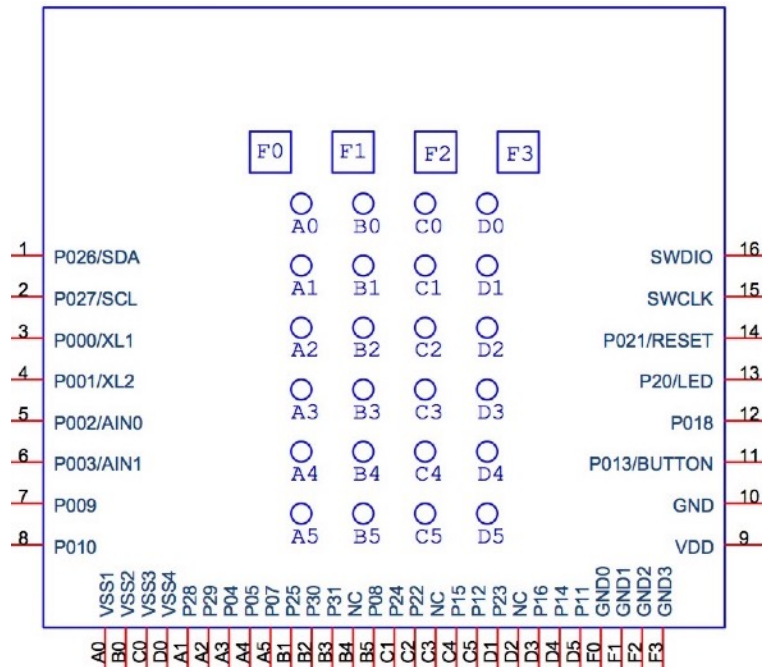 F0 F1 F2 F3
A0 B0 C0 D0
1 P026/SDA SWDIO 16
A1 B1 C1 D1
2 P027/SCL SWCLK 15
3 P000/XL1 P021/RESET 14
A2 B2 C2 D2
4 P001/XL2 P20/LED 13
A3 B3 C3 D3
5 P002/AIN0 P018 12
6 P003/AIN1 P013/BUTTON 11
A4 B4 C4 D4
7 P009 GND 10
A5 B5 C5 D5
8 P010 VDD 9
VSS1 VSS2 VSS3 VSS4 P28 P29 P04 P05 P07 P25 P30 P31 NC P08 P24 P22 NC P15 P12 P23 NC P16 P14 P11 GND0 GND1 GND2 GND3
A0 B0 C0 D0 A1 A2 A3 A4 A5 B1 B2 B3 B4 B5 C1 C2 C3 C4 C5 D1 D2 D3 D4 D5 F0 F1 F2 F3